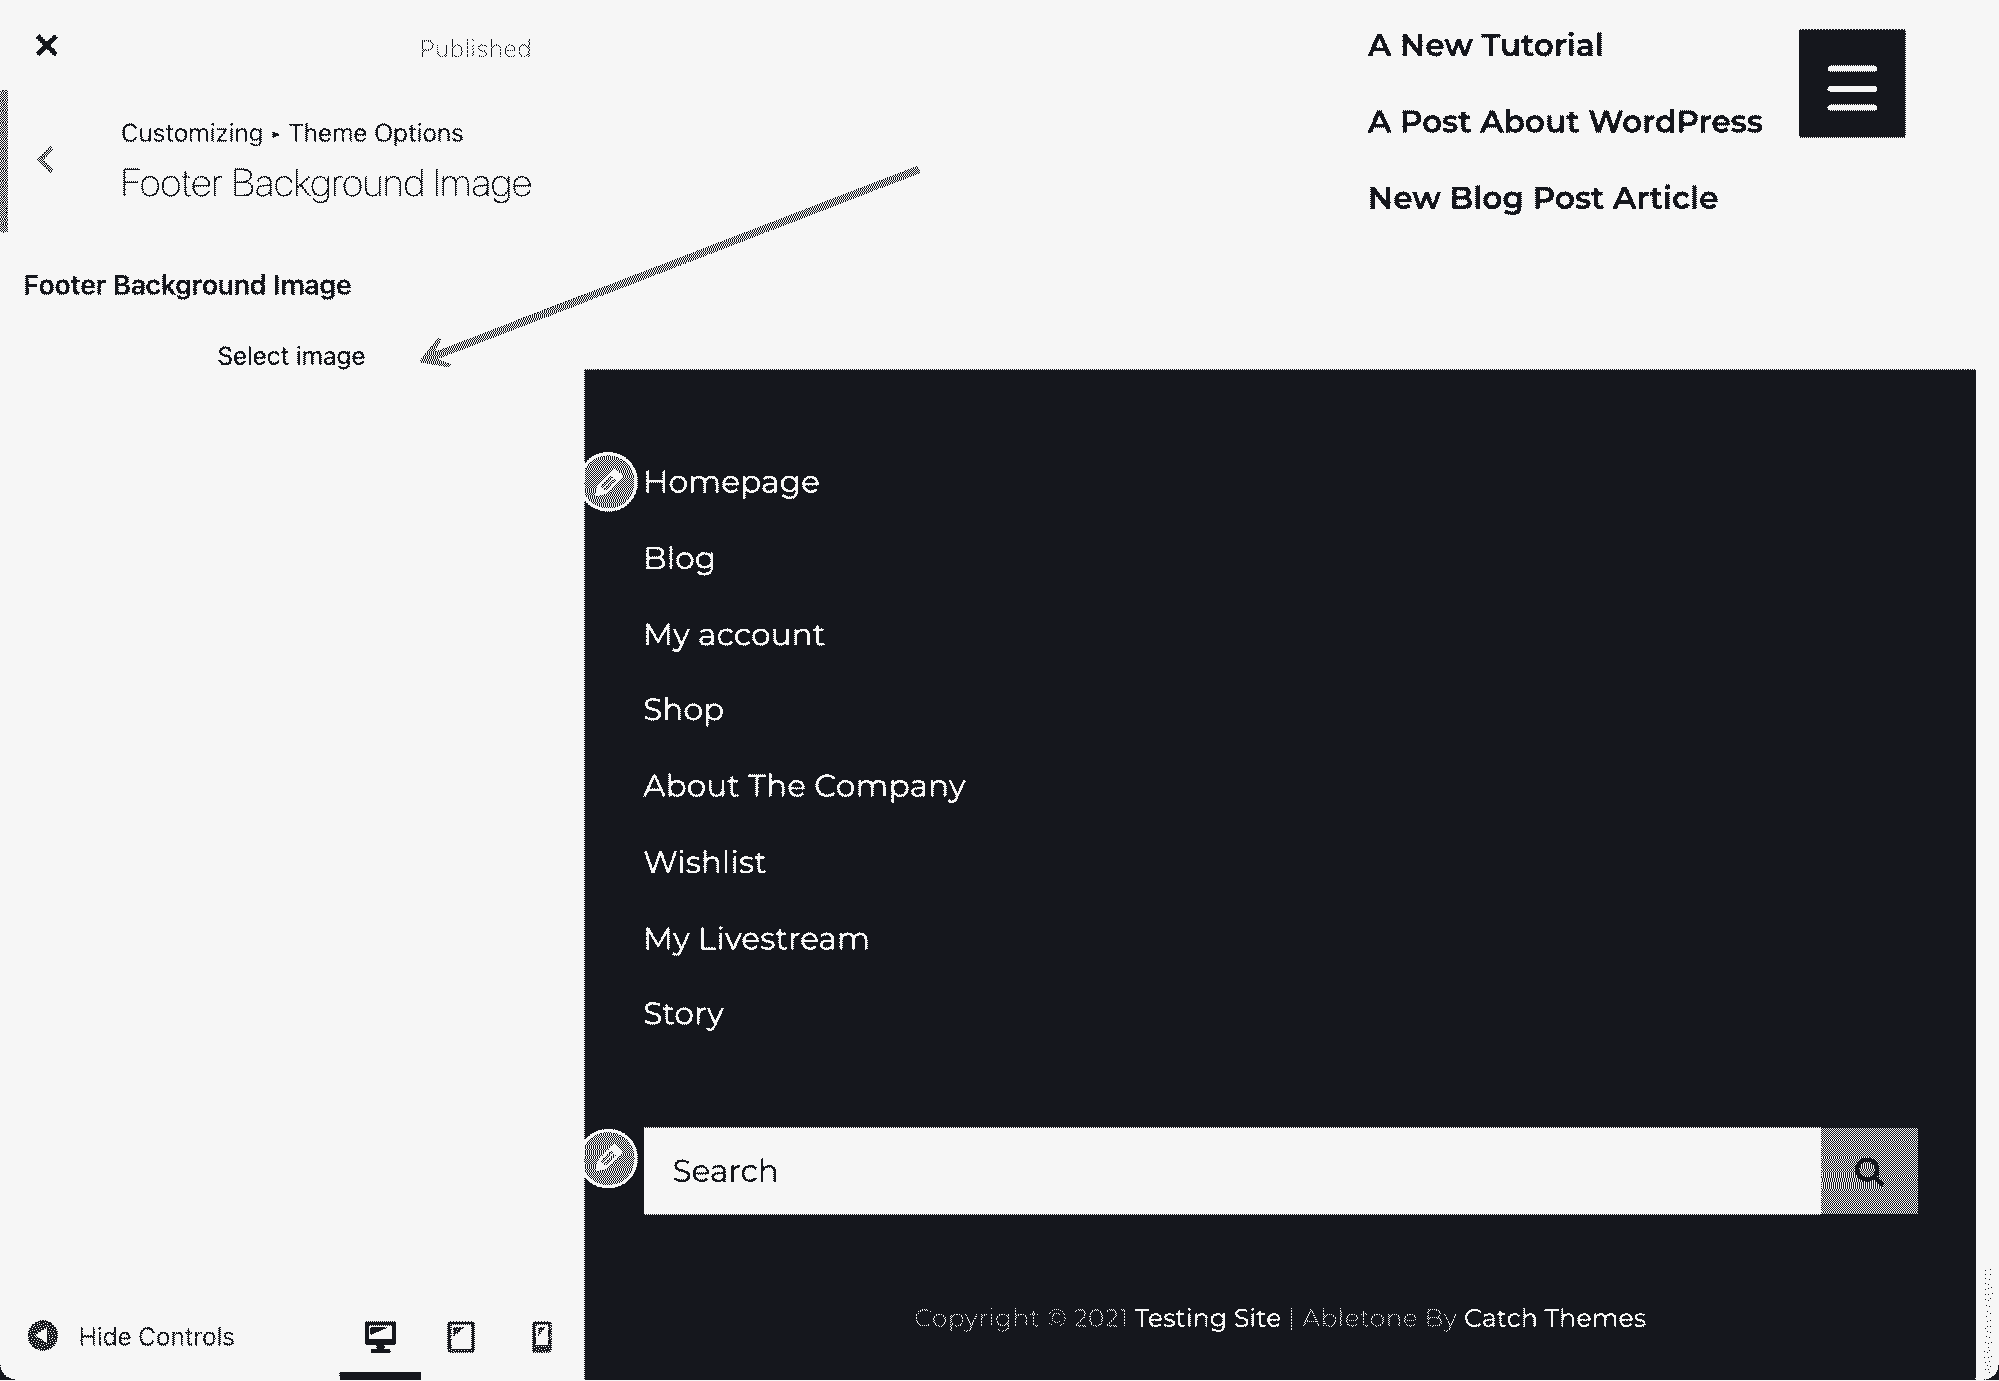 Published
Customizing ▸ Theme Options
Footer Background Image
Footer Background Image
Select image
Hide Controls
A New Tutorial
A Post About WordPress
New Blog Post Article
Homepage
Blog
My account
Shop
About The Company
Wishlist
My Livestream
Story
Search
Copyright © 2021 Testing Site | Abletone By Catch Themes